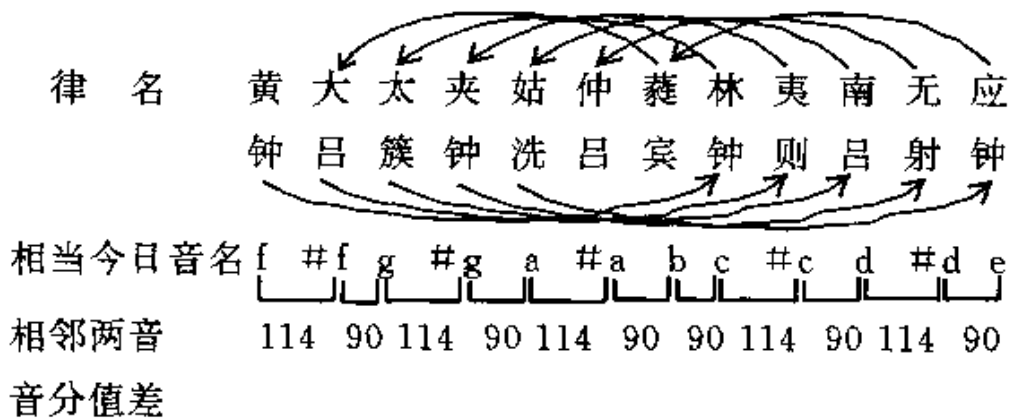 律 名 黄 大 太 夹 姑 仲 蕤 林 夷 南 无 应
钟 吕 簇 钟 洗 吕 宾 钟 则 吕 射 钟
相当今日音名 f #f g #g a #a b c #c d #d e
相邻两音 114 90 114 90 114 90 90 114 90 114 90
音分值差